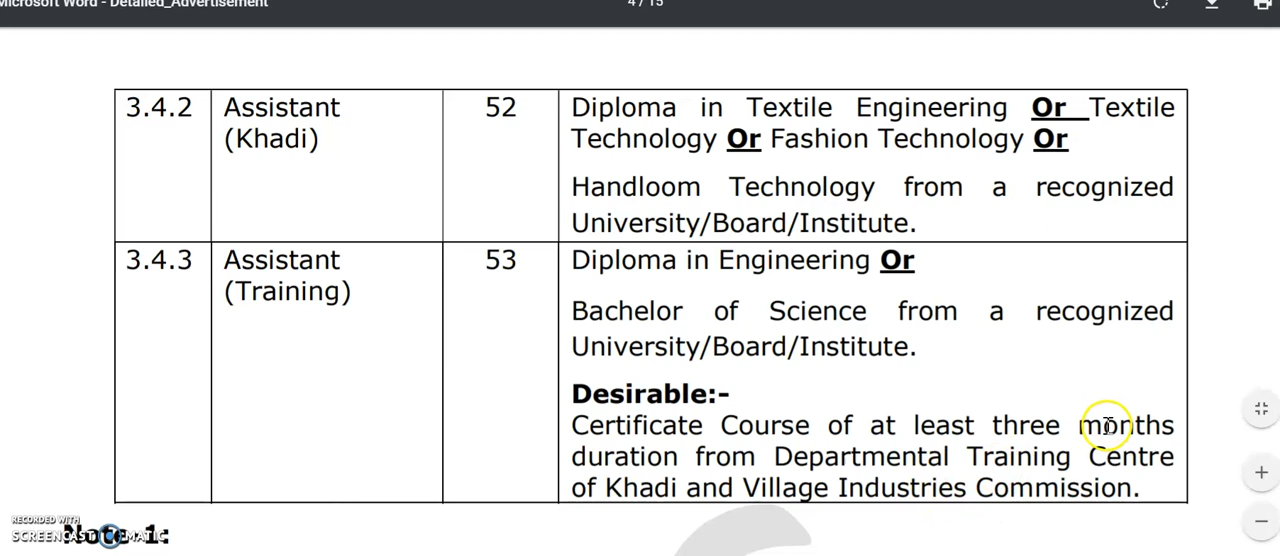 Microsoft Word - Detailed_Advertisement
4 / 15
3.4.2 Assistant (Khadi) 52 Diploma in Textile Engineering Or Textile
Technology Or Fashion Technology Or
Handloom Technology from a recognized
University/Board/Institute.
3.4.3 Assistant (Training) 53 Diploma in Engineering Or
Bachelor of Science from a recognized
University/Board/Institute.
Desirable:-
Certificate Course of at least three months
duration from Departmental Training Centre
of Khadi and Village Industries Commission.
Note 1:
RECORDED WITH
SCREENCAST MATIC